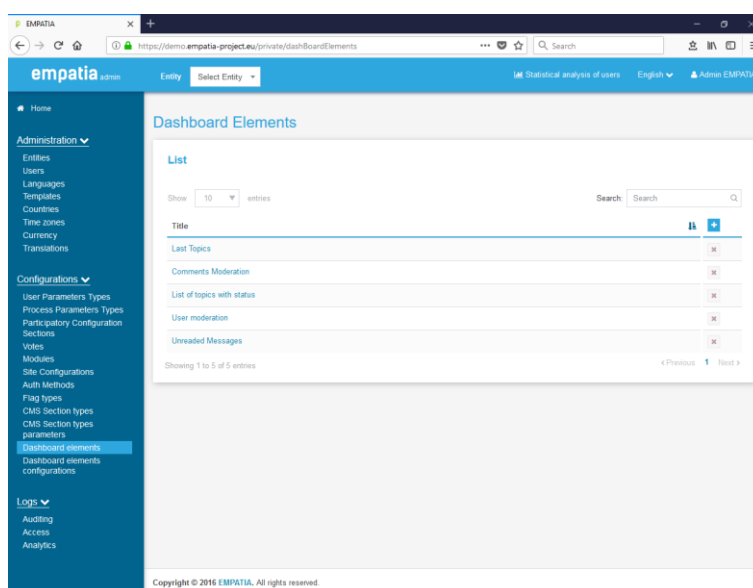 EMPATIA
https://demo.empatia-project.eu/private/dashBoardElements
Search
empatia admin
Entity
Select Entity
Statistical analysis of users
English
Admin EMPATIA
Home
Administration
Entities
Users
Languages
Templates
Countries
Time zones
Currency
Translations
Configurations
User Parameters Types
Process Parameters Types
Participatory Configuration
Sections
Votes
Modules
Site Configurations
Auth Methods
Flag types
CMS Section types
CMS Section types
parameters
Dashboard elements
Dashboard elements
configurations
Logs
Auditing
Access
Analytics
Dashboard Elements
List
Show 10 entries
Search: Search
Title
Last Topics
Comments Moderation
List of topics with status
User moderation
Unreaded Messages
Showing 1 to 5 of 5 entries
Previous 1 Next
Copyright © 2016 EMPATIA. All rights reserved.